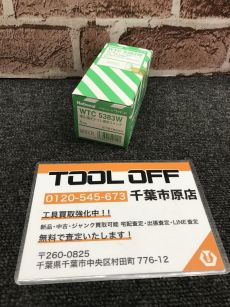 National
WTC 5383W
TOOL OFF
0120-545-673 千葉市原店
工具買取強化中！！
新品・中古・ジャンク買取可能 宅配査定・出張査定・LINE査定
無料で査定いたします！
〒260-0825
千葉県千葉市中央区村田町 776-12